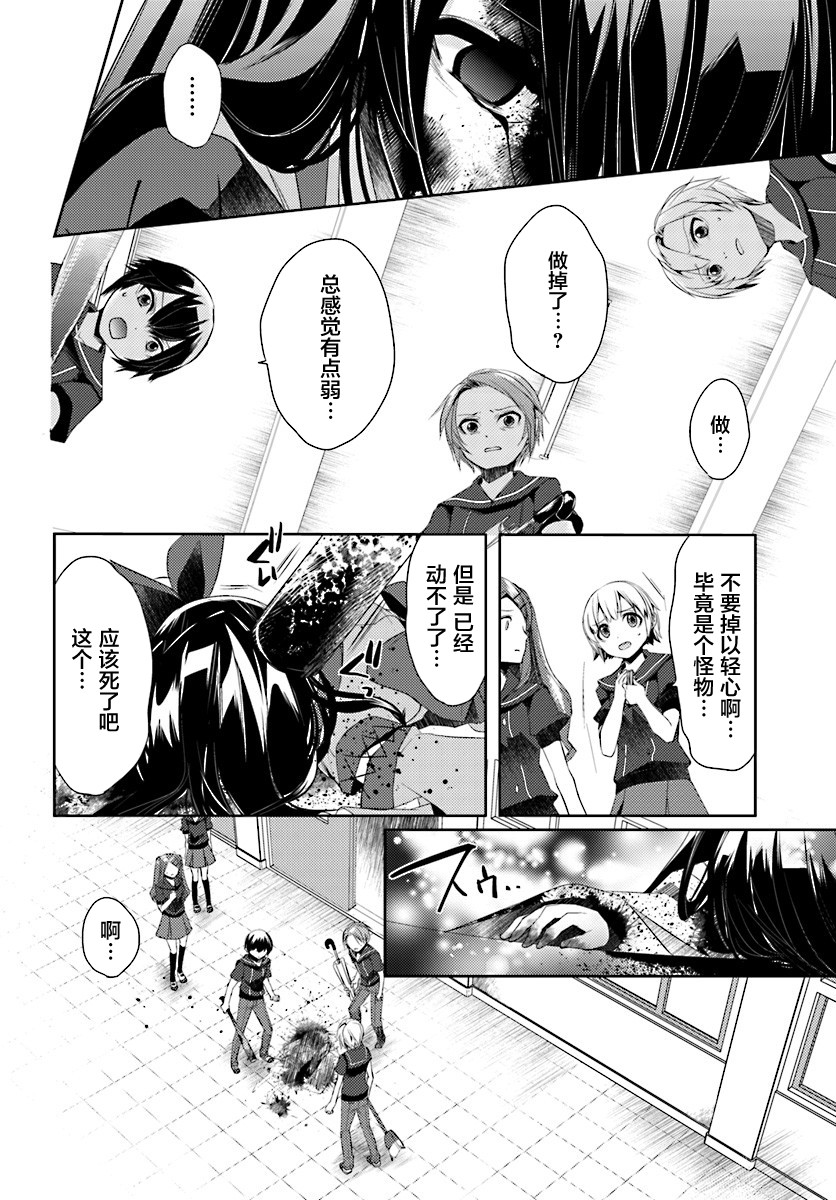 ……
做.
做掉了…?
总感觉有点弱…
不要掉以轻心啊…
毕竟是个怪物…
但是 已经
动不了了…
ぐぐ
应该死了吧
这个…
スゥ..
啊